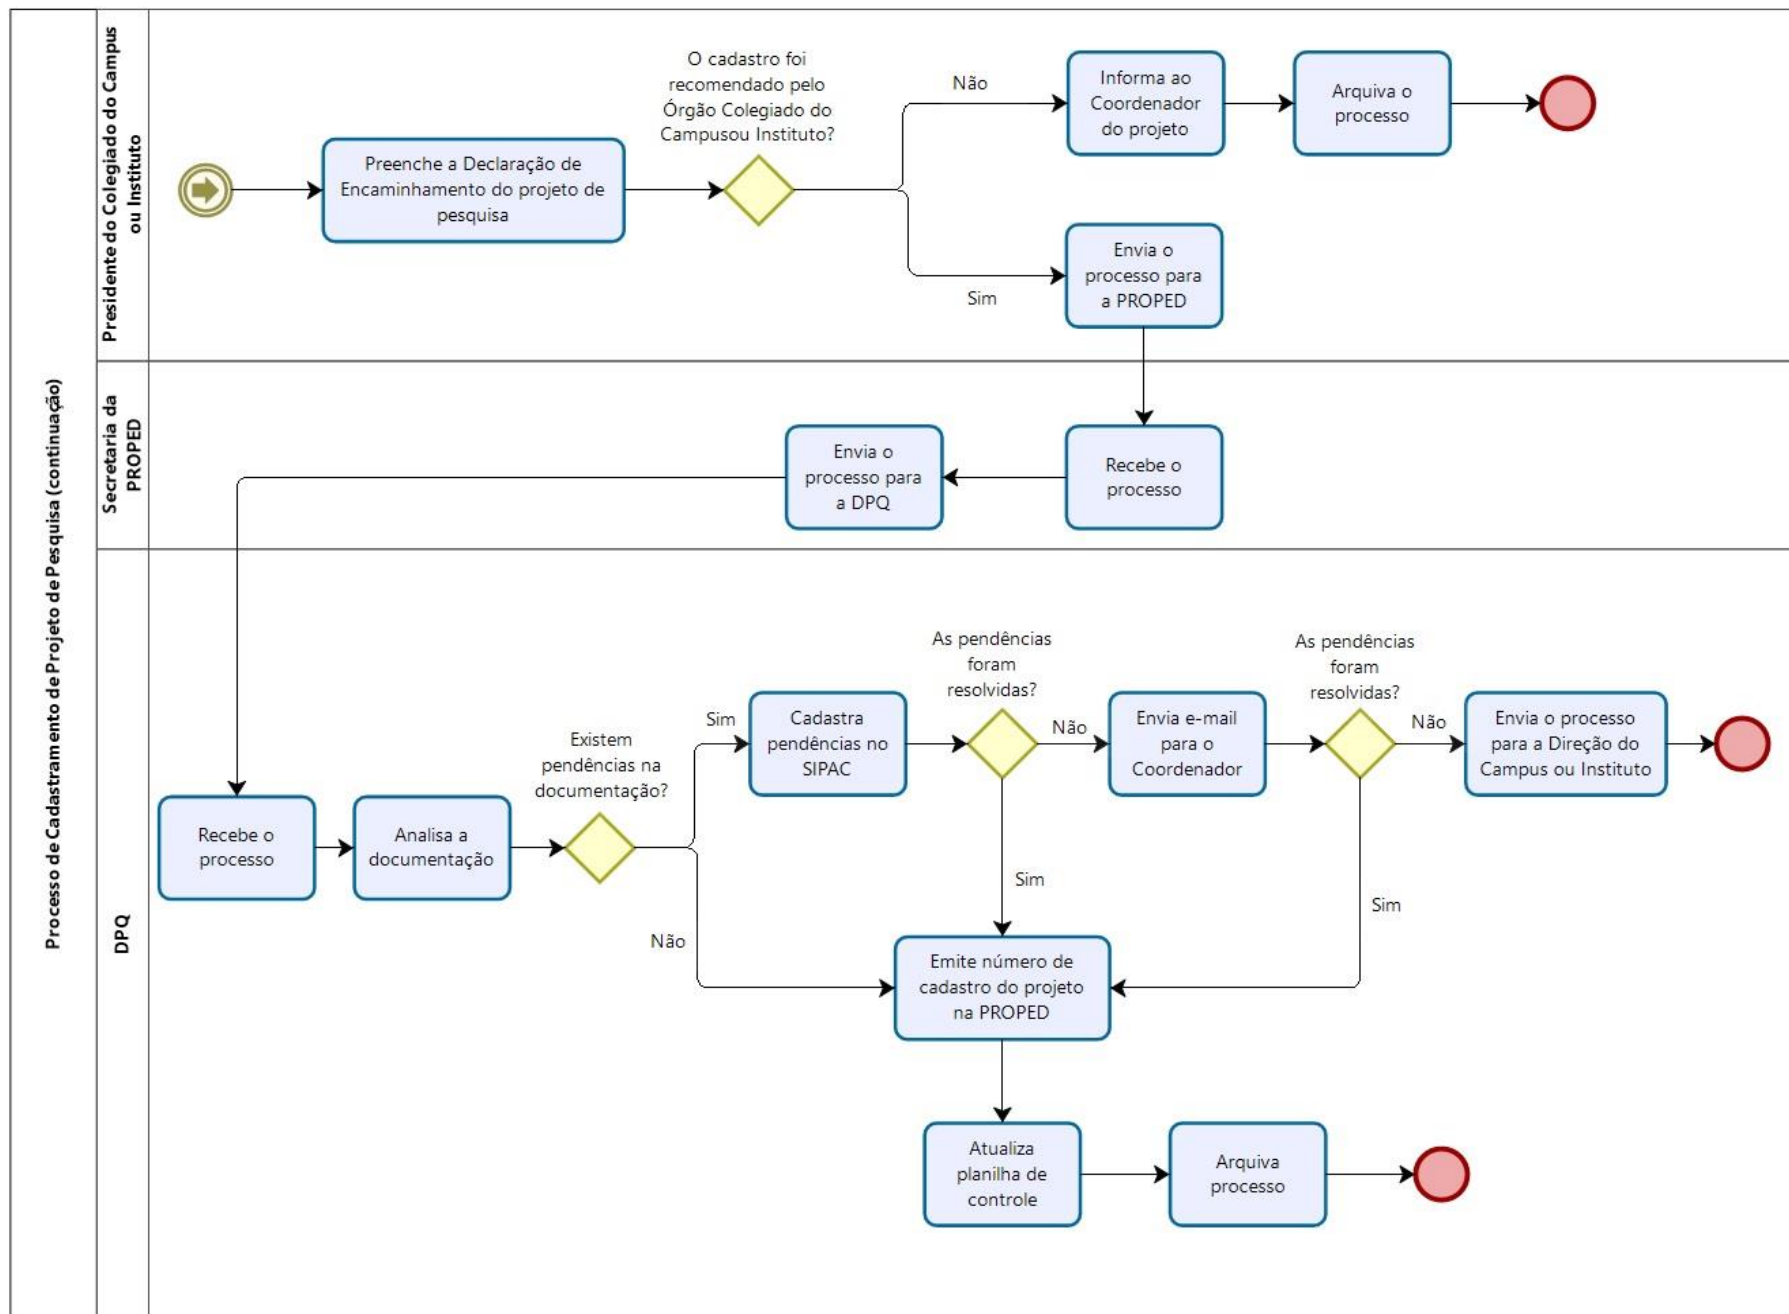 Processo de Cadastramento de Projeto de Pesquisa (continuação)
Presidente do Colegiado do Campus
ou Instituto
O cadastro foi
recomendado pelo
Órgão Colegiado do
Campusou Instituto?
Preenche a Declaração de
Encaminhamento do projeto de
pesquisa
Não
Informa ao
Coordenador
do projeto
Arquiva o
processo
Sim
Envia o
processo para
a PROPED
Secretaria da
PROPED
Envia o
processo para
a DPQ
Recebe o
processo
DPQ
Recebe o
processo
Analisa a
documentação
Existem
pendências na
documentação?
Sim
Cadastra
pendências no
SIPAC
As pendências
foram
resolvidas?
Não
Envia e-mail
para o
Coordenador
As pendências
foram
resolvidas?
Não
Envia o processo
para a Direção do
Campus ou Instituto
Sim
Sim
Não
Emite número de
cadastro do projeto
na PROPED
Atualiza
planilha de
controle
Arquiva
processo